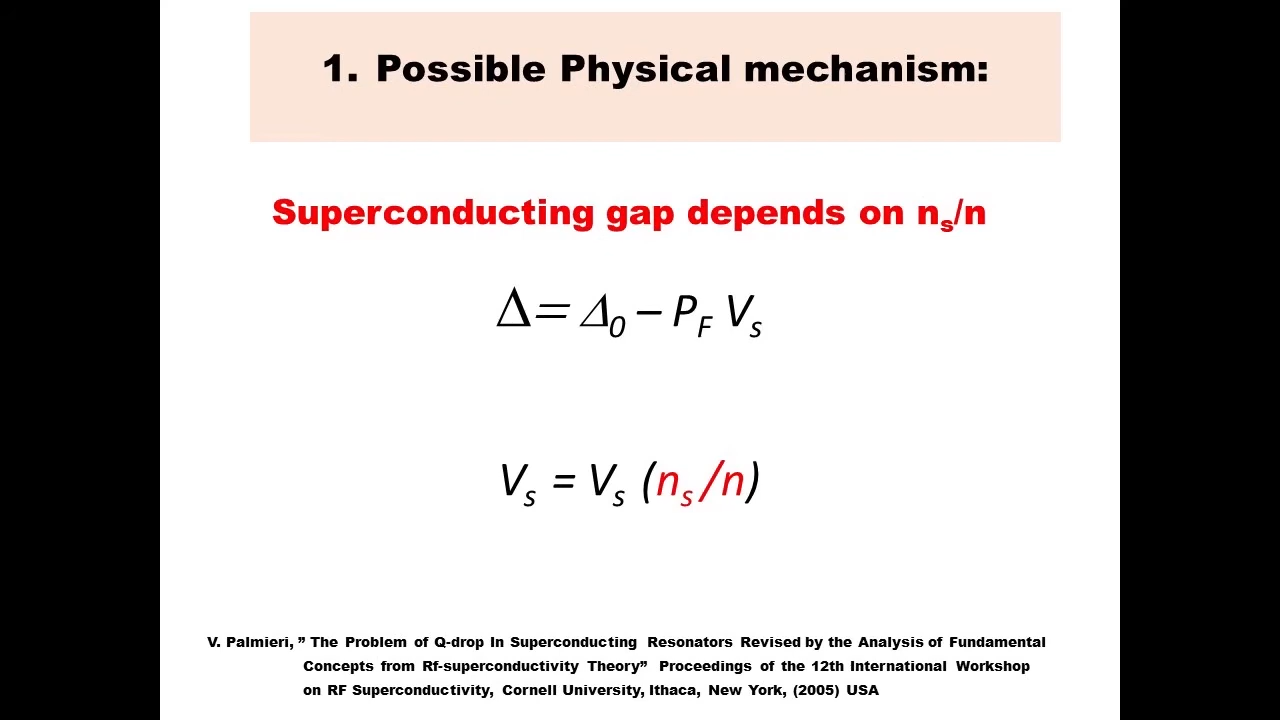 1. Possible Physical mechanism:
Superconducting gap depends on nₛ/n
Δ= Δ₀ – P_F Vₛ
Vₛ = Vₛ (nₛ/n)
V. Palmieri, ” The Problem of Q-drop In Superconducting Resonators Revised by the Analysis of Fundamental
Concepts from Rf-superconductivity Theory” Proceedings of the 12th International Workshop
on RF Superconductivity, Cornell University, Ithaca, New York, (2005) USA